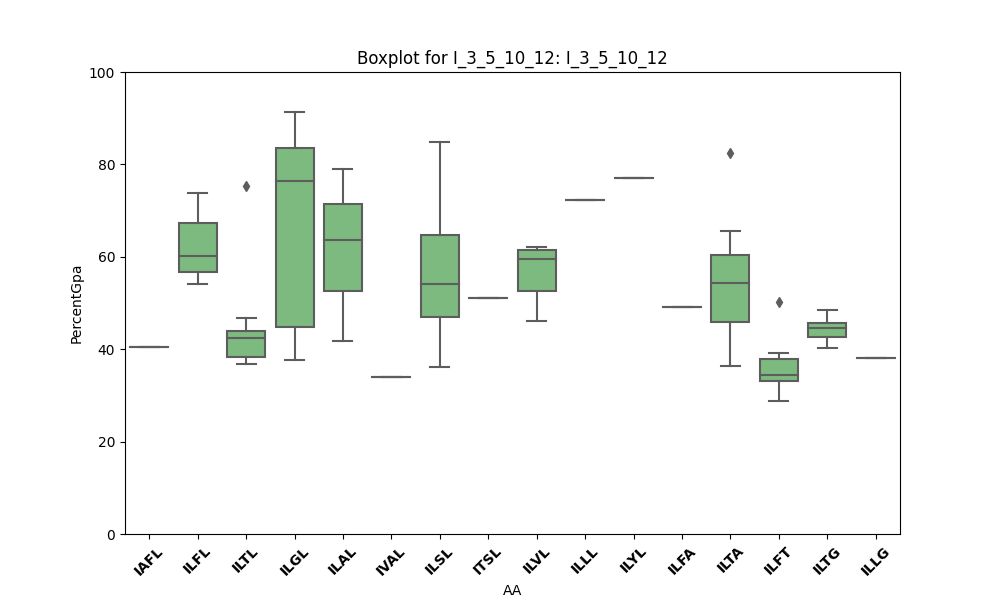 Boxplot for I_3_5_10_12: I_3_5_10_12
100
80
60
40
20
0
PercentGpa
IAFL ILFL ILTL ILGL ILAL IVAL ILSL ITSL ILVL ILLL ILYL ILFA ILTA ILFT ILTG ILLG
AA